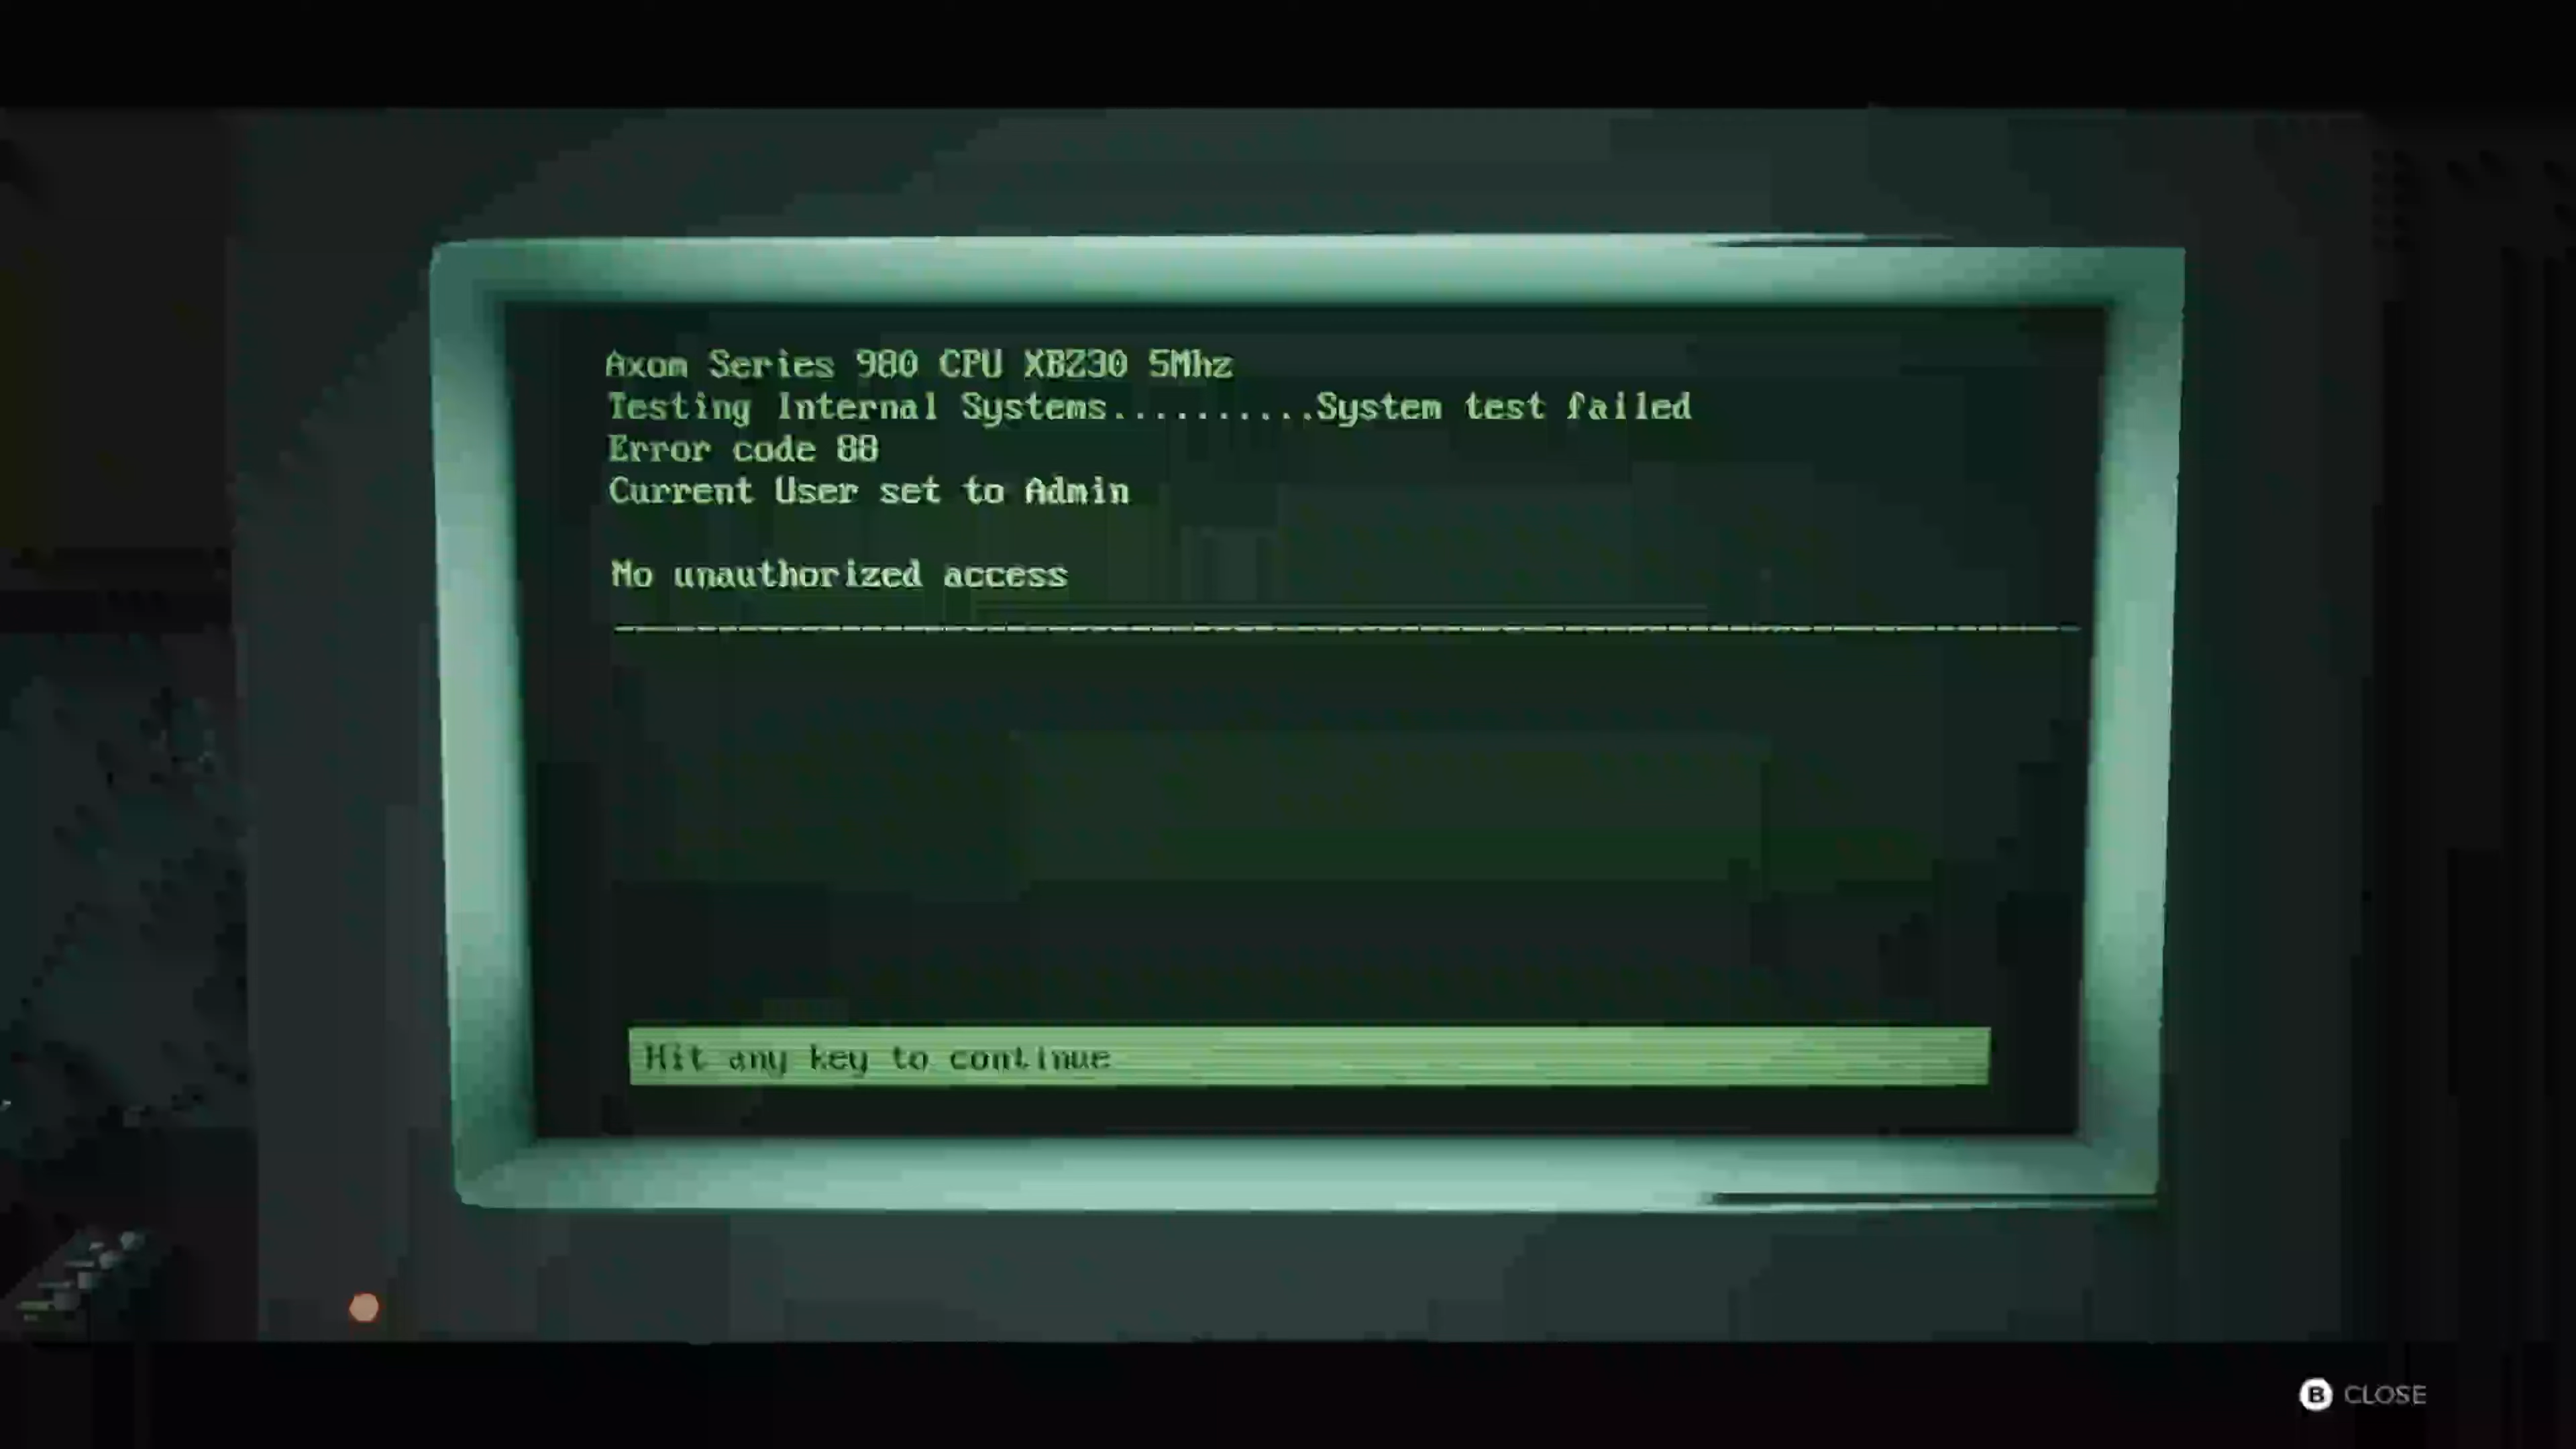 Axom Series 980 CPU XBZ30 5Mhz
Testing Internal Systems..........System test failed
Error code 88
Current User set to Admin
No unauthorized access
Hit any key to continue
B CLOSE